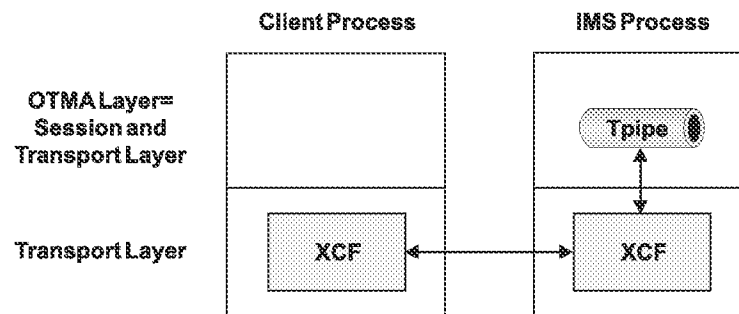 Client Process
IMS Process
OTMA Layer=
Session and
Transport Layer
Tpipe
Transport Layer
XCF
XCF